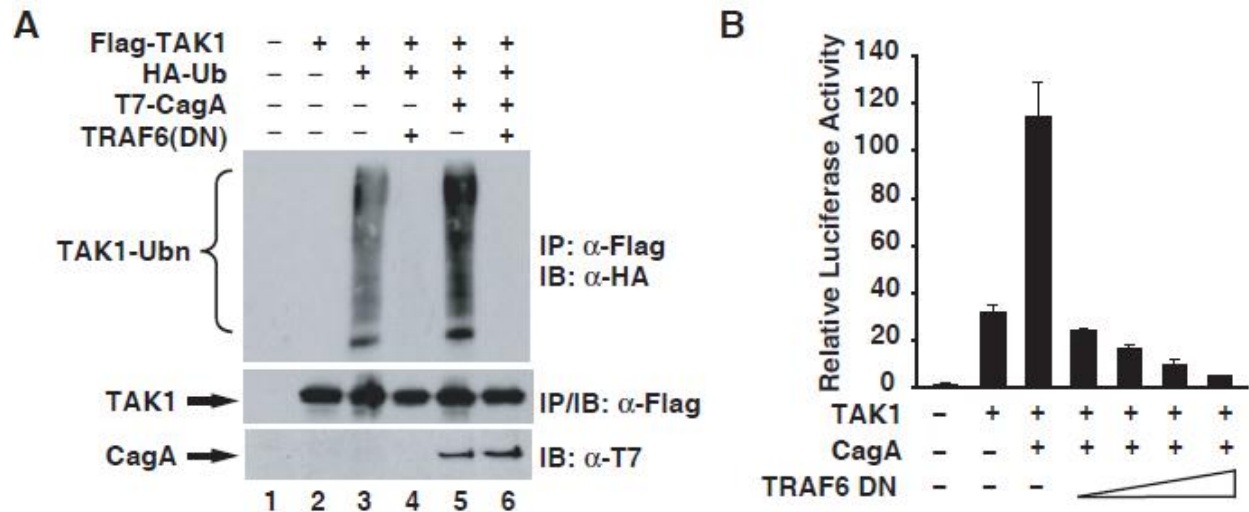 A
Flag-TAK1 – + + + + +
HA-Ub – – + + + +
T7-CagA – – – – + +
TRAF6(DN) – – – + – +
TAK1-Ubn
IP: α-Flag
IB: α-HA
TAK1
IP/IB: α-Flag
CagA
IB: α-T7
1 2 3 4 5 6
B
Relative Luciferase Activity
140
120
100
80
60
40
20
0
TAK1 – + + + + + +
CagA – – + + + + +
TRAF6 DN – – –